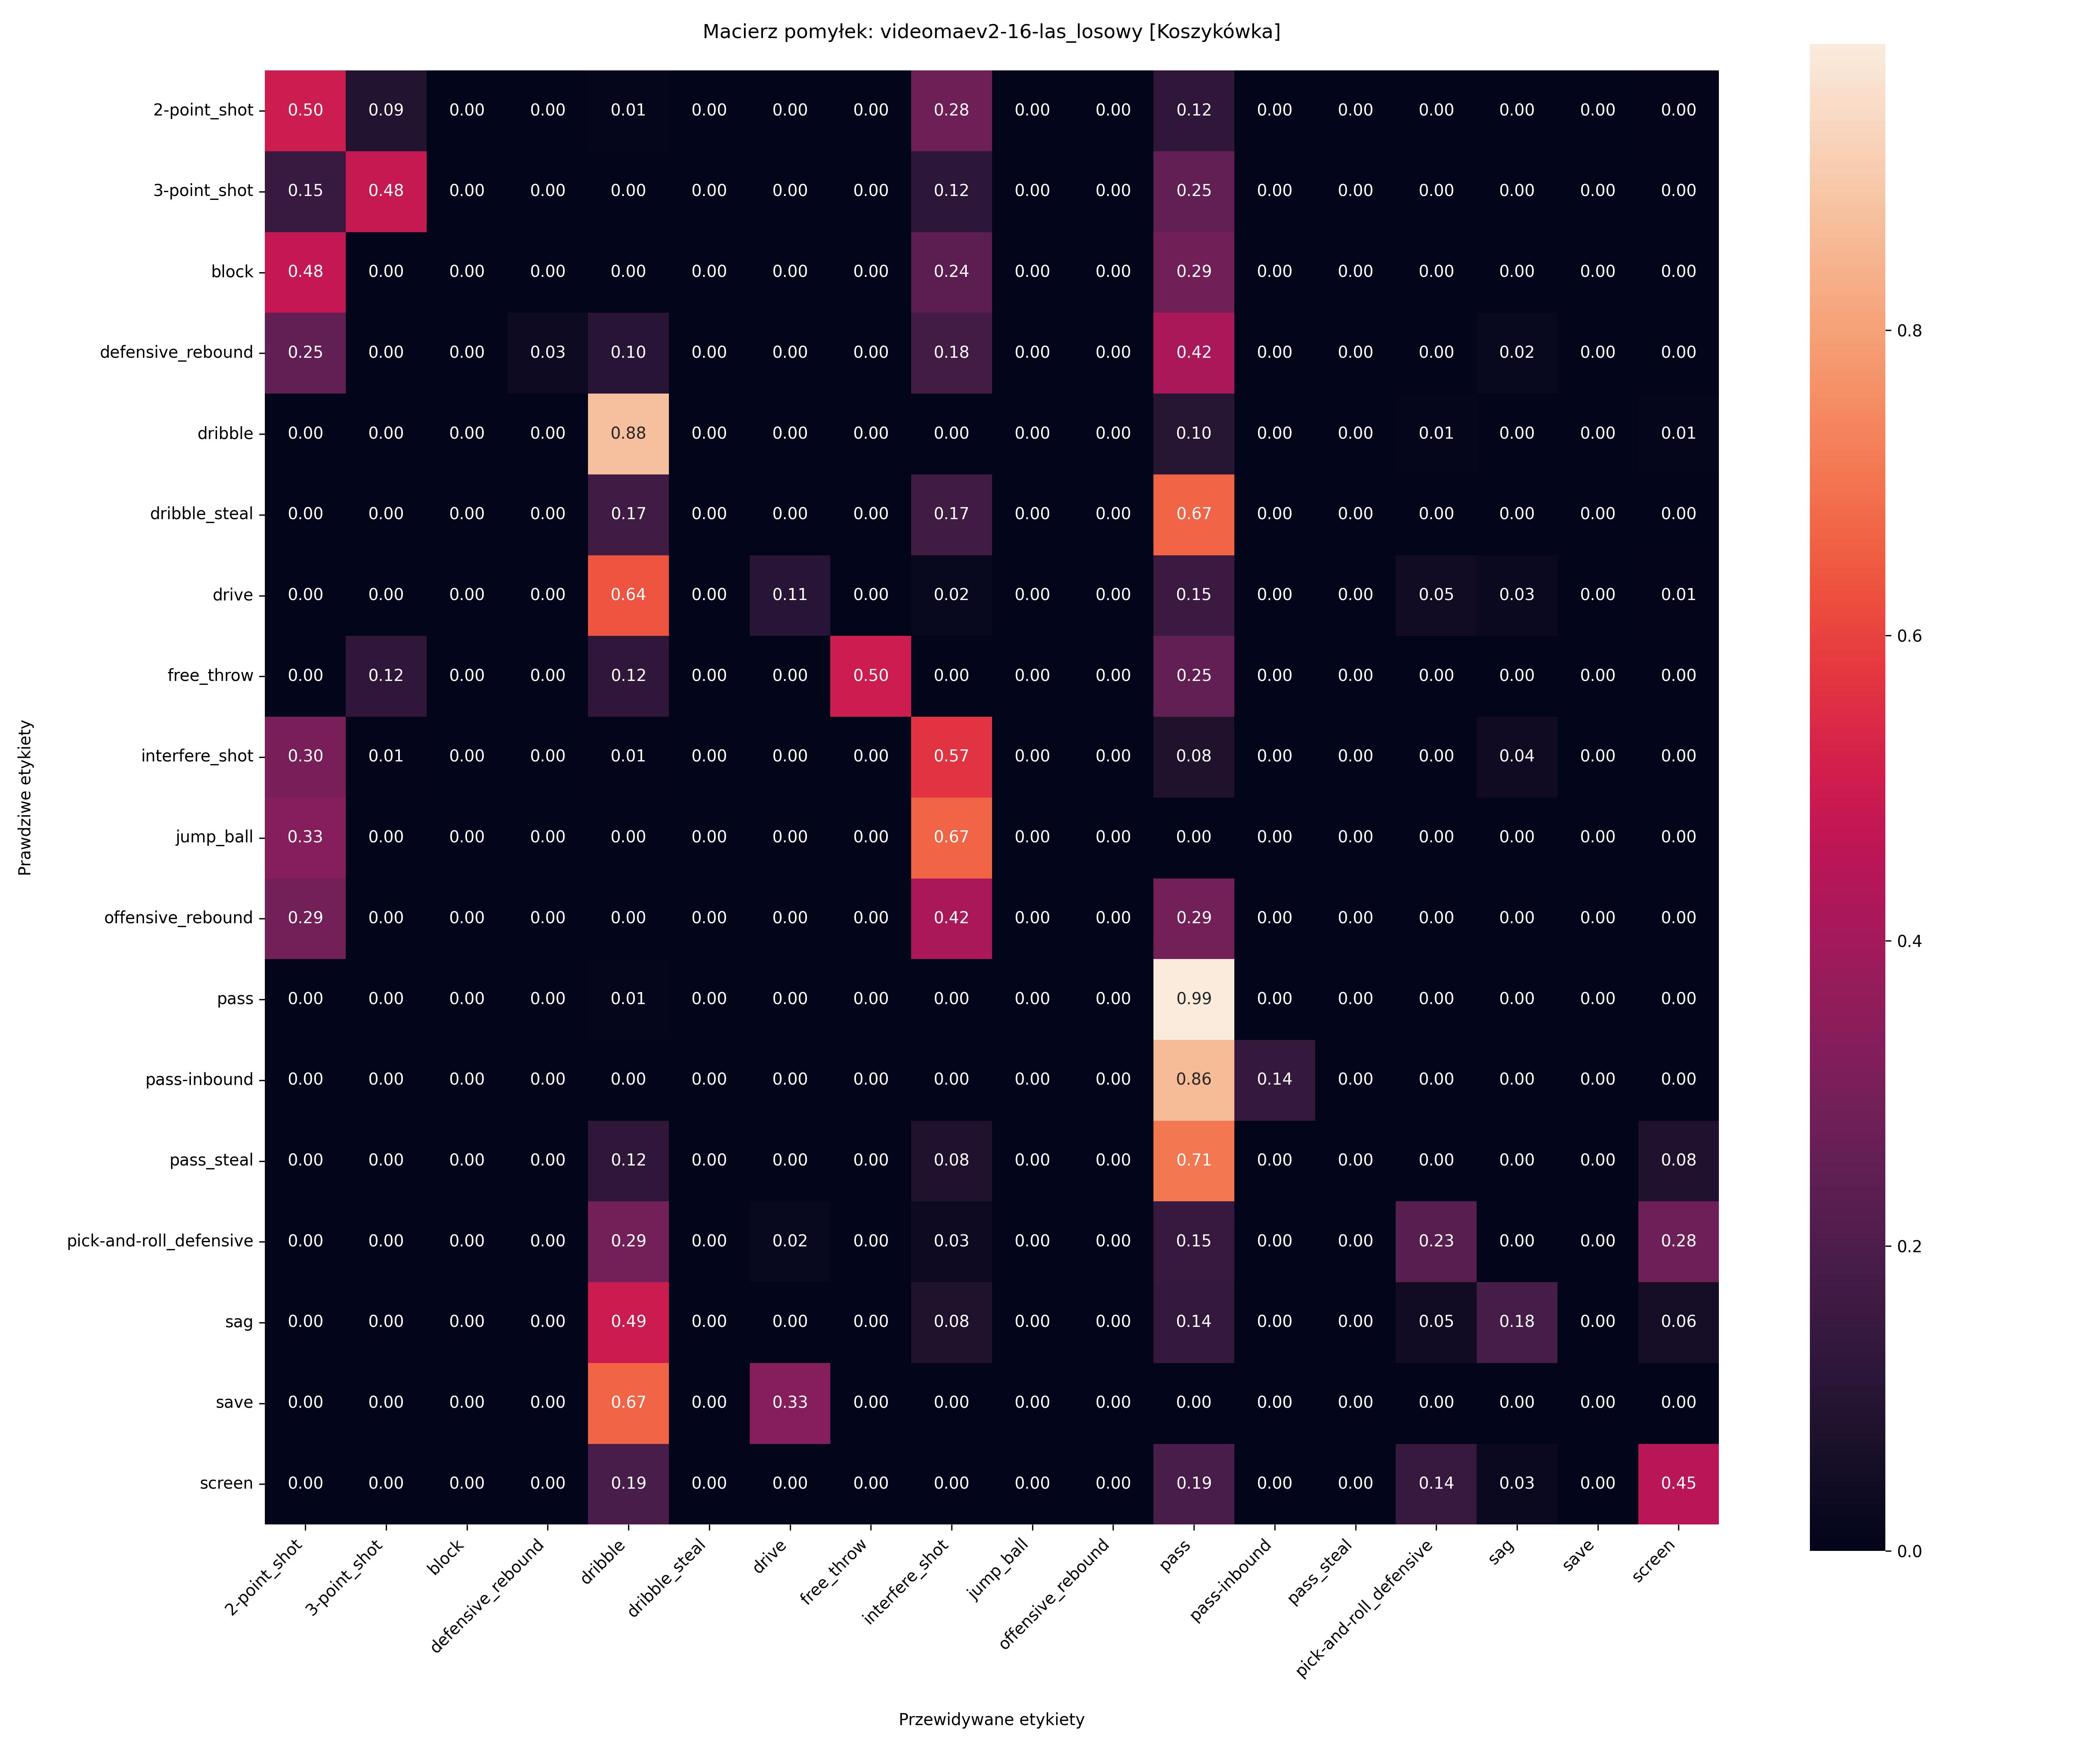 Macierz pomyłek: videomaev2-16-las_losowy [Koszykówka]
2-point_shot 0.50 0.09 0.00 0.00 0.01 0.00 0.00 0.00 0.28 0.00 0.00 0.12 0.00 0.00 0.00 0.00 0.00 0.00
3-point_shot 0.15 0.48 0.00 0.00 0.00 0.00 0.00 0.00 0.12 0.00 0.00 0.25 0.00 0.00 0.00 0.00 0.00 0.00
block 0.48 0.00 0.00 0.00 0.00 0.00 0.00 0.00 0.24 0.00 0.00 0.29 0.00 0.00 0.00 0.00 0.00 0.00
defensive_rebound 0.25 0.00 0.00 0.03 0.10 0.00 0.00 0.00 0.18 0.00 0.00 0.42 0.00 0.00 0.00 0.02 0.00 0.00
0.8
dribble 0.00 0.00 0.00 0.00 0.88 0.00 0.00 0.00 0.00 0.00 0.00 0.10 0.00 0.00 0.01 0.00 0.00 0.01
dribble_steal 0.00 0.00 0.00 0.00 0.17 0.00 0.00 0.00 0.17 0.00 0.00 0.67 0.00 0.00 0.00 0.00 0.00 0.00
drive 0.00 0.00 0.00 0.00 0.64 0.00 0.11 0.00 0.02 0.00 0.00 0.15 0.00 0.00 0.05 0.03 0.00 0.01
0.6
free_throw 0.00 0.12 0.00 0.00 0.12 0.00 0.00 0.50 0.00 0.00 0.00 0.25 0.00 0.00 0.00 0.00 0.00 0.00
interfere_shot 0.30 0.01 0.00 0.00 0.01 0.00 0.00 0.00 0.57 0.00 0.00 0.08 0.00 0.00 0.00 0.04 0.00 0.00
Prawdziwe etykiety
jump_ball 0.33 0.00 0.00 0.00 0.00 0.00 0.00 0.00 0.67 0.00 0.00 0.00 0.00 0.00 0.00 0.00 0.00 0.00
offensive_rebound 0.29 0.00 0.00 0.00 0.00 0.00 0.00 0.00 0.42 0.00 0.00 0.29 0.00 0.00 0.00 0.00 0.00 0.00
0.4
pass 0.00 0.00 0.00 0.00 0.01 0.00 0.00 0.00 0.00 0.00 0.00 0.99 0.00 0.00 0.00 0.00 0.00 0.00
pass-inbound 0.00 0.00 0.00 0.00 0.00 0.00 0.00 0.00 0.00 0.00 0.00 0.86 0.14 0.00 0.00 0.00 0.00 0.00
pass_steal 0.00 0.00 0.00 0.00 0.12 0.00 0.00 0.00 0.08 0.00 0.00 0.71 0.00 0.00 0.00 0.00 0.00 0.08
pick-and-roll_defensive 0.00 0.00 0.00 0.00 0.29 0.00 0.02 0.00 0.03 0.00 0.00 0.15 0.00 0.00 0.23 0.00 0.00 0.28
0.2
sag 0.00 0.00 0.00 0.00 0.49 0.00 0.00 0.00 0.08 0.00 0.00 0.14 0.00 0.00 0.05 0.18 0.00 0.06
save 0.00 0.00 0.00 0.00 0.67 0.00 0.33 0.00 0.00 0.00 0.00 0.00 0.00 0.00 0.00 0.00 0.00 0.00
screen 0.00 0.00 0.00 0.00 0.19 0.00 0.00 0.00 0.00 0.00 0.00 0.19 0.00 0.00 0.14 0.03 0.00 0.45
0.0
2-point_shot 3-point_shot block defensive_rebound dribble dribble_steal drive free_throw interfere_shot jump_ball offensive_rebound pass pass-inbound pass_steal pick-and-roll_defensive sag save screen
Przewidywane etykiety